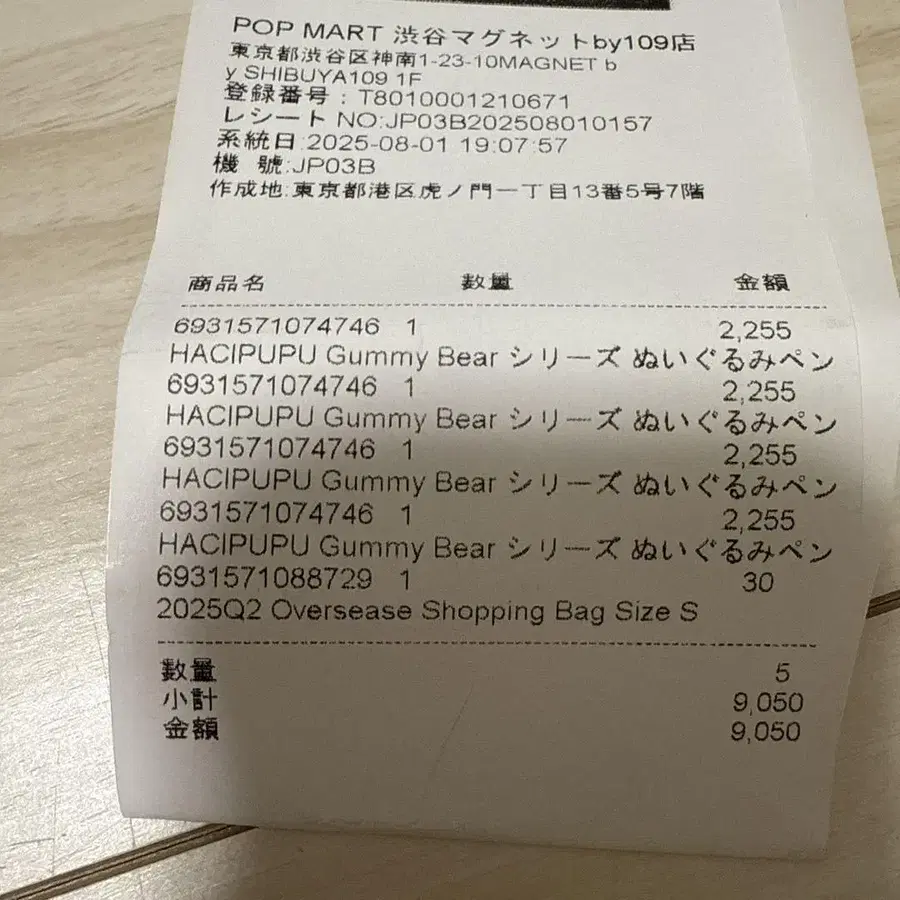 POP MART 渋谷マグネットby109店
東京都渋谷区神南1-23-10MAGNET b
y SHIBUYA109 1F
登録番号：T8010001210671
レシート NO:JP03B202508010157
系統日:2025-08-01 19:07:57
機 號:JP03B
作成地:東京都港区虎ノ門一丁目13番5号7階
商品名 数量 金額
6931571074746 1 2,255
HACIPUPU Gummy Bear シリーズ ぬいぐるみペン
6931571074746 1 2,255
HACIPUPU Gummy Bear シリーズ ぬいぐるみペン
6931571074746 1 2,255
HACIPUPU Gummy Bear シリーズ ぬいぐるみペン
6931571074746 1 2,255
HACIPUPU Gummy Bear シリーズ ぬいぐるみペン
6931571088729 1 30
2025Q2 Oversease Shopping Bag Size S
数量 5
小計 9,050
金額 9,050